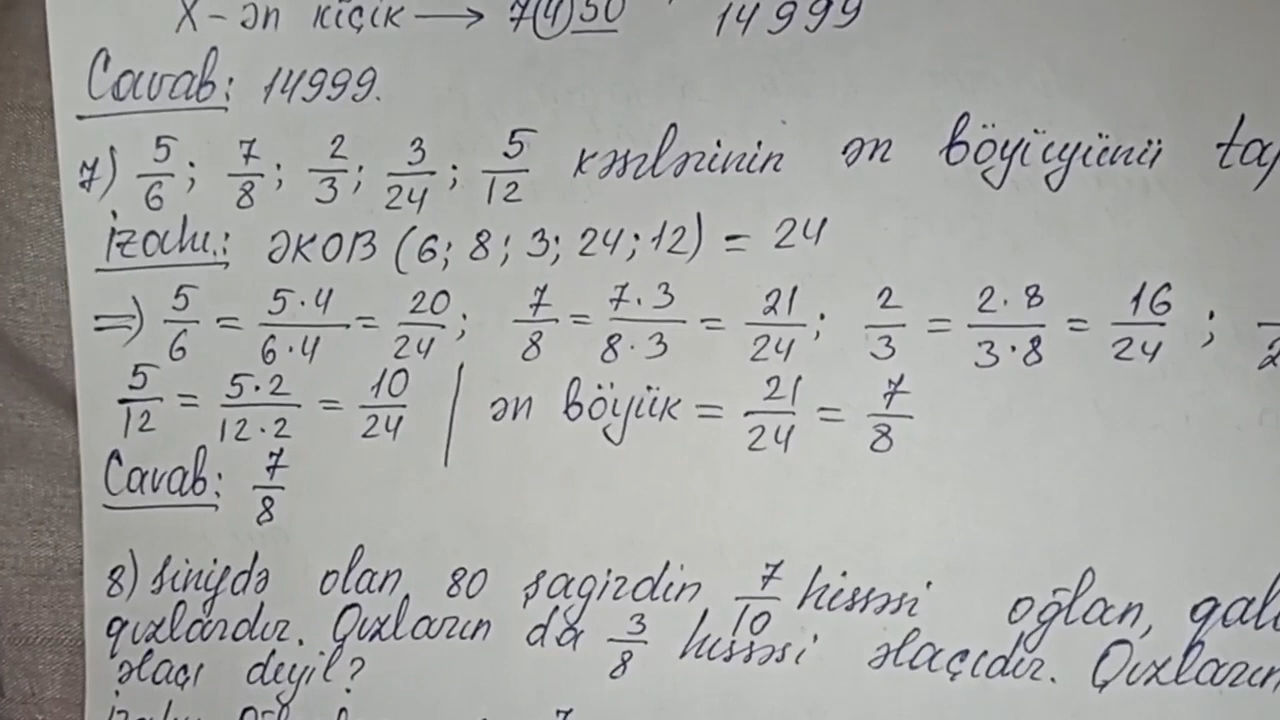 X - ən kiçik → 7(4)50 14999
Cavab: 14999.
7) 5/6; 7/8; 2/3; 3/24; 5/12 kəsrlərinin ən böyüyünü tap
izahı: ƏKOB (6; 8; 3; 24; 12) = 24
⇒) 5/6 = 5·4/6·4 = 20/24; 7/8 = 7·3/8·3 = 21/24; 2/3 = 2·8/3·8 = 16/24;
5/12 = 5·2/12·2 = 10/24 | ən böyük = 21/24 = 7/8
Cavab: 7/8
8) Sinifdə olan 80 şagirdin 7/10 hissəsi oğlan, qal
qızlardır. Qızların da 3/8 hissəsi əlaçıdır. Qızların
əlaçı deyil?